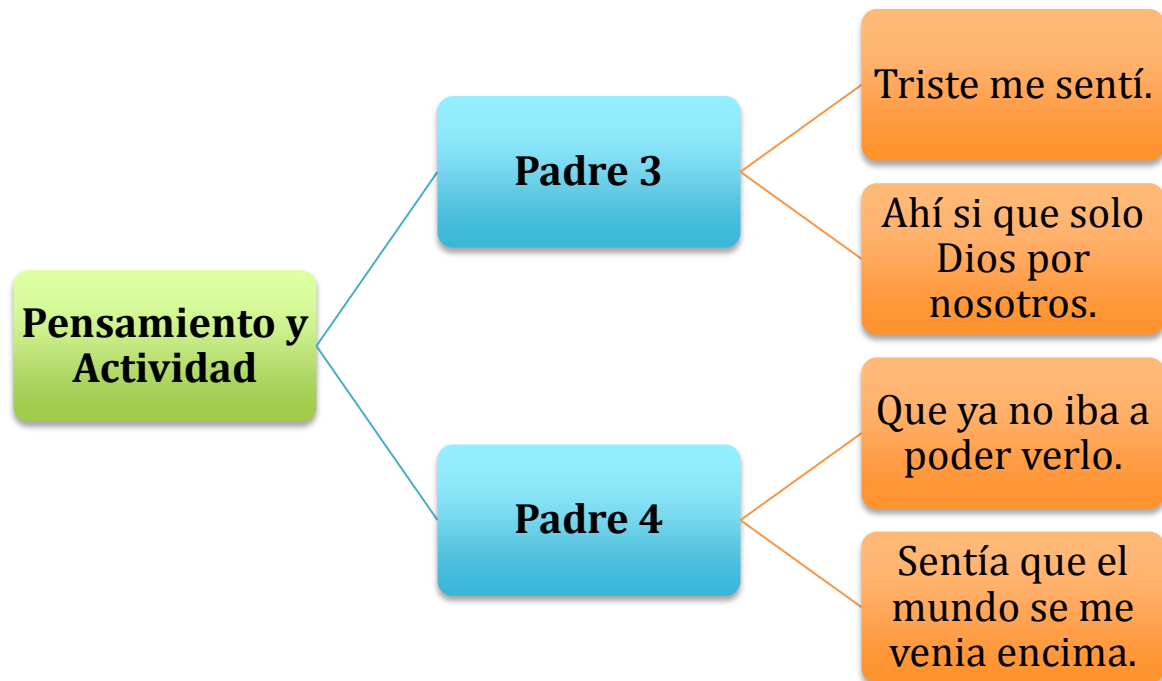 Pensamiento y
Actividad
Padre 3
Triste me sentí.
Ahí si que solo
Dios por
nosotros.
Padre 4
Que ya no iba a
poder verlo.
Sentía que el
mundo se me
venia encima.